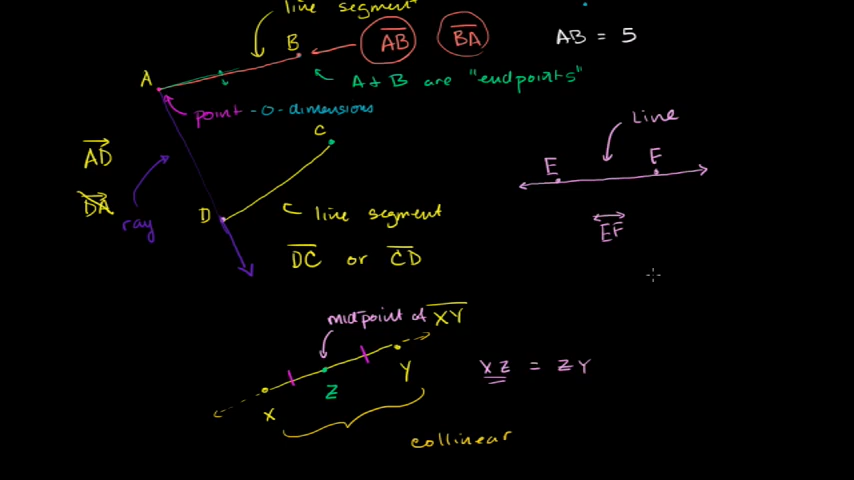 line segment
B
AB
BA
AB = 5
A
A + B are "endpoints"
point - 0 - dimensions
Line
C
AD
E
F
DA
D
line segment
ray
EF
DC or CD
midpoint of XY
Y
XZ = ZY
Z
X
collinear